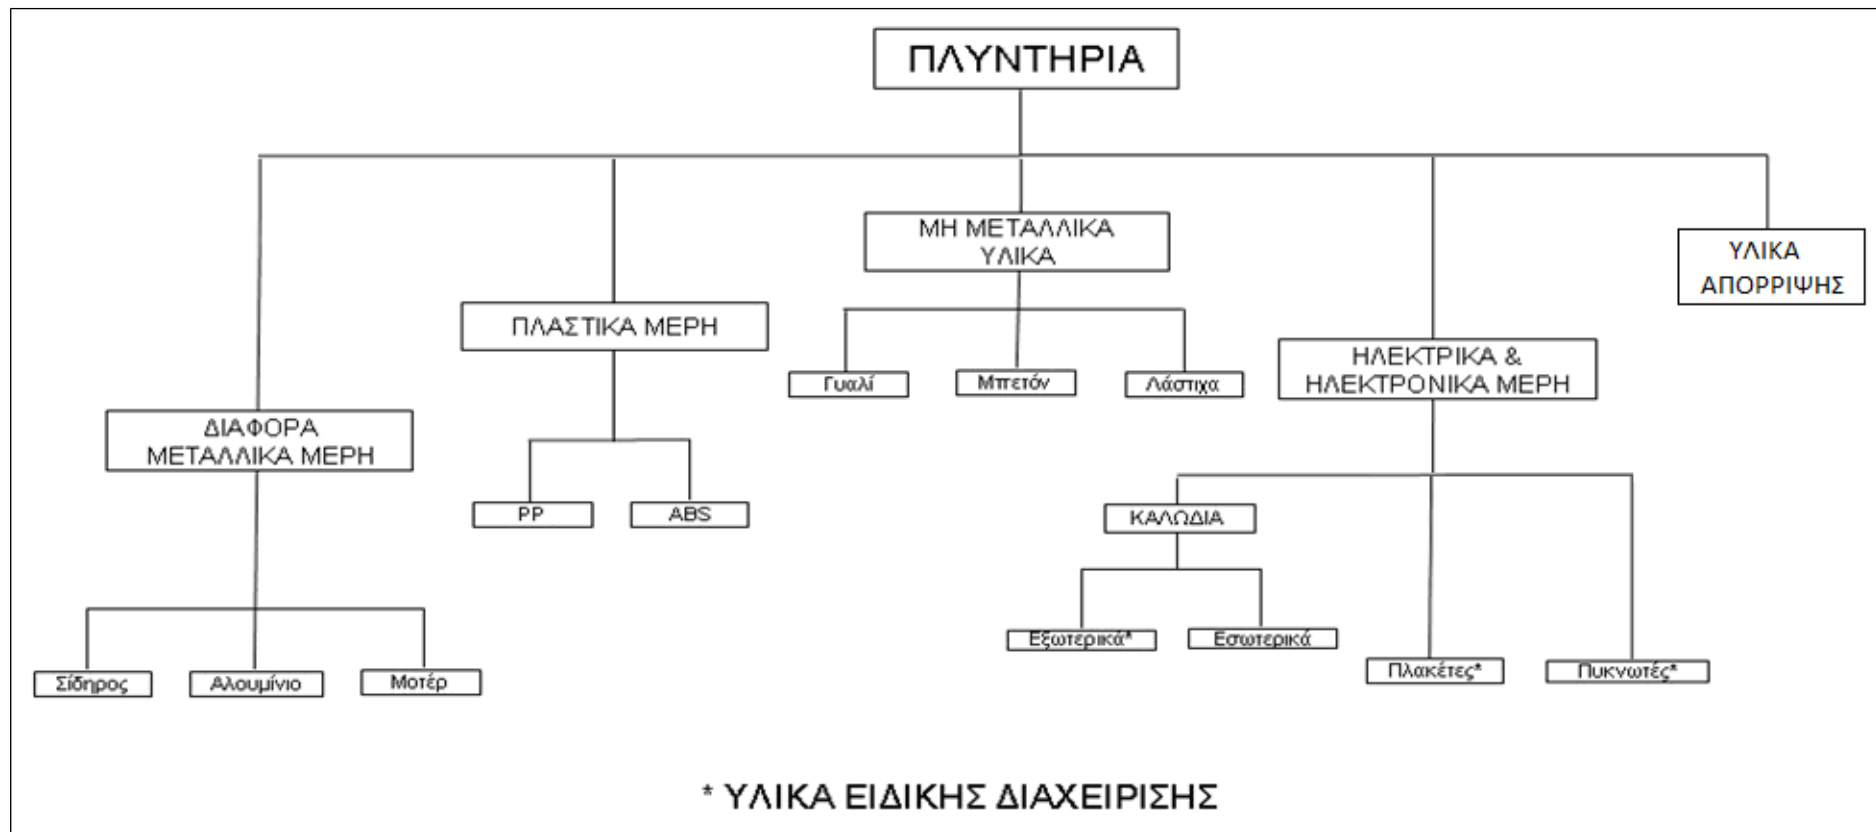 ΠΛΥΝΤΗΡΙΑ
ΜΗ ΜΕΤΑΛΛΙΚΑ
ΥΛΙΚΑ
ΥΛΙΚΑ
ΑΠΟΡΡΙΨΗΣ
ΠΛΑΣΤΙΚΑ ΜΕΡΗ
ΗΛΕΚΤΡΙΚΑ &
ΗΛΕΚΤΡΟΝΙΚΑ ΜΕΡΗ
Γυαλί
Μπετόν
Λάστιχα
ΔΙΑΦΟΡΑ
ΜΕΤΑΛΛΙΚΑ ΜΕΡΗ
PP
ABS
ΚΑΛΩΔΙΑ
Εξωτερικά*
Εσωτερικά
Σίδηρος
Αλουμίνιο
Μοτέρ
Πλακέτες*
Πυκνωτές*
* ΥΛΙΚΑ ΕΙΔΙΚΗΣ ΔΙΑΧΕΙΡΙΣΗΣ